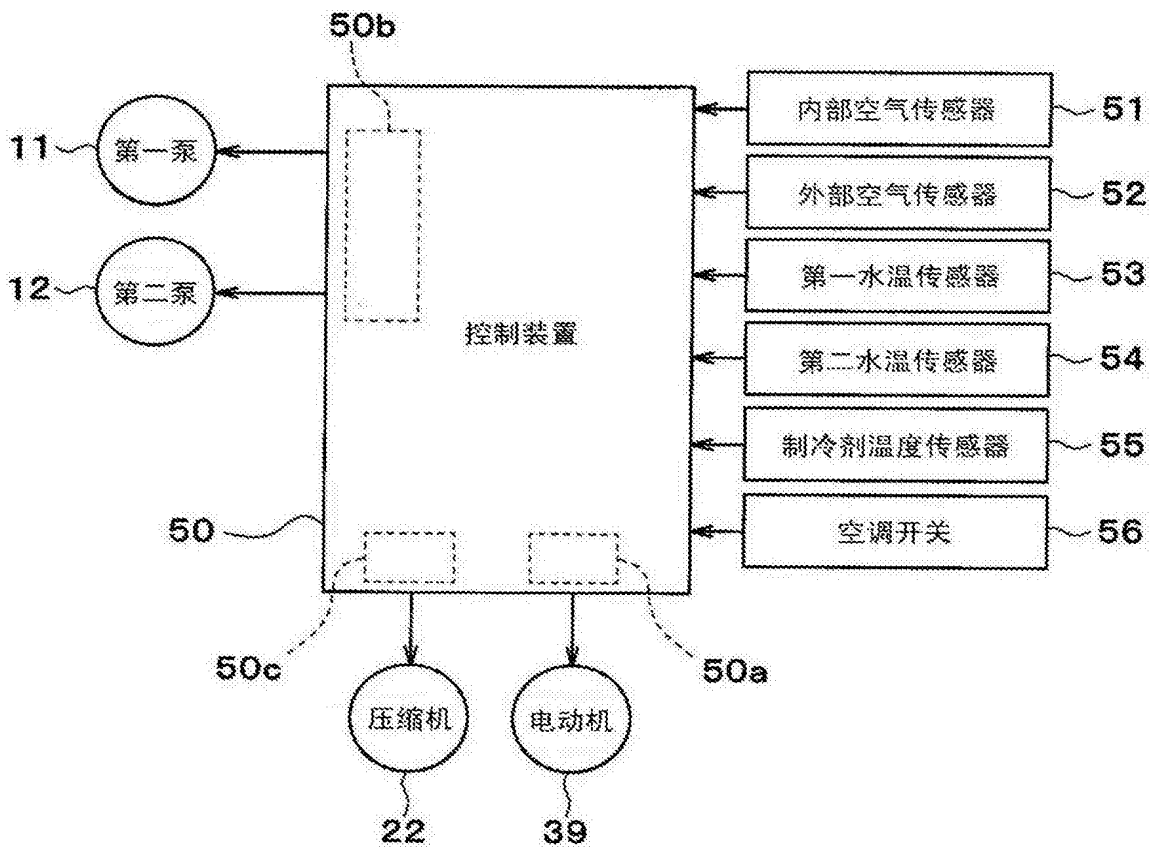 50b
11 第一泵
12 第二泵
控制装置
内部空气传感器 51
外部空气传感器 52
第一水温传感器 53
第二水温传感器 54
制冷剂温度传感器 55
空调开关 56
50
50c
50a
压缩机
电动机
22
39